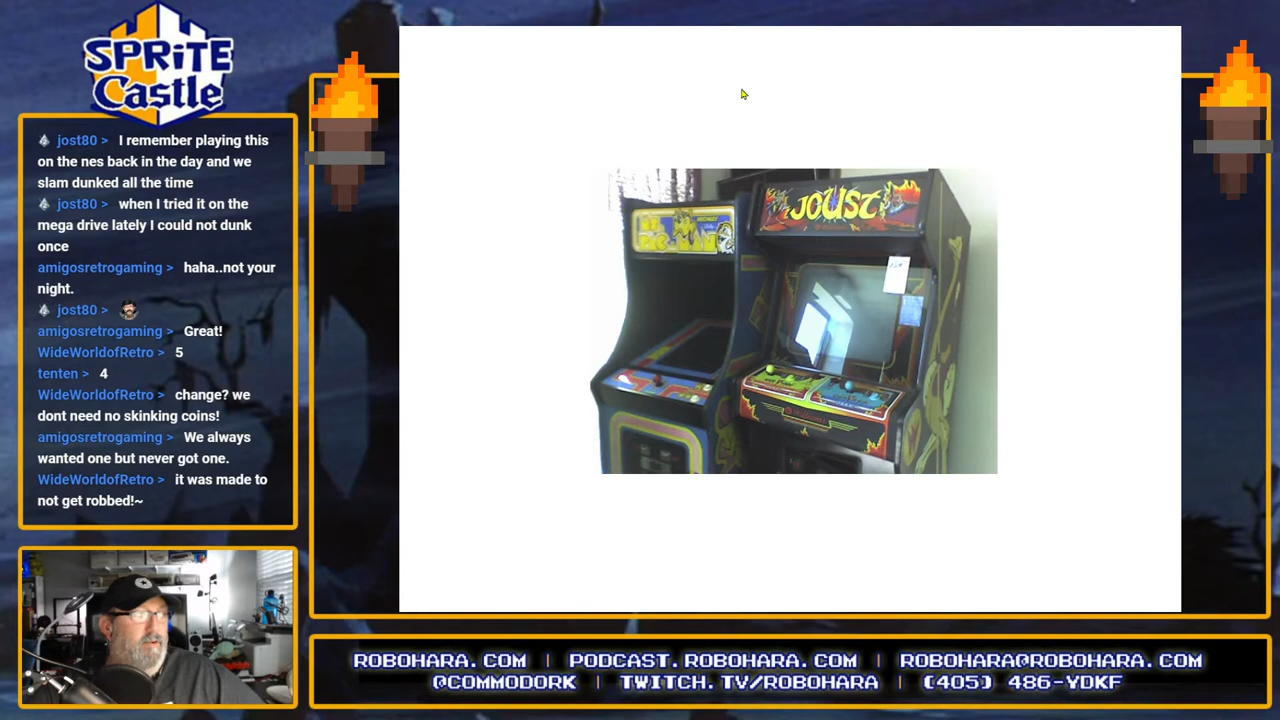 SPRiTE
Castle
jost80 > I remember playing this
on the nes back in the day and we
slam dunked all the time
jost80 > when I tried it on the
mega drive lately I could not dunk
once
amigosretrogaming > haha..not your
night.
jost80 >
amigosretrogaming > Great!
WideWorldofRetro > 5
tenten > 4
WideWorldofRetro > change? we
dont need no skinking coins!
amigosretrogaming > We always
wanted one but never got one.
WideWorldofRetro > it was made to
not get robbed!~
MS.
PAC-MAN
JOUST
ROBOHARA.COM | PODCAST.ROBOHARA.COM | ROBOHARA@ROBOHARA.COM
@COMMODORK | TWITCH.TV/ROBOHARA | (405) 486-YDKF